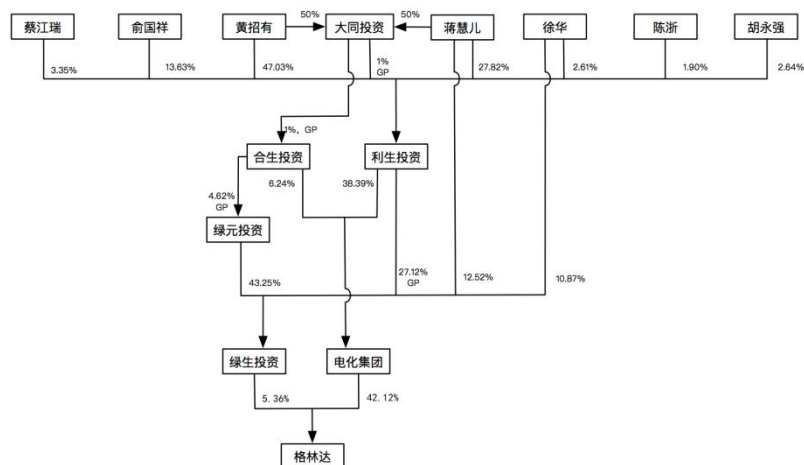 蔡江瑞
俞国祥
黄招有
50%
大同投资
50%
蒋慧儿
徐华
陈浙
胡永强
3.35%
13.63%
47.03%
1%
GP
27.82%
2.61%
1.90%
2.64%
1%, GP
合生投资
利生投资
6.24%
38.39%
4.62%
GP
绿元投资
43.25%
27.12%
GP
12.52%
10.87%
绿生投资
电化集团
5.36%
42.12%
格林达